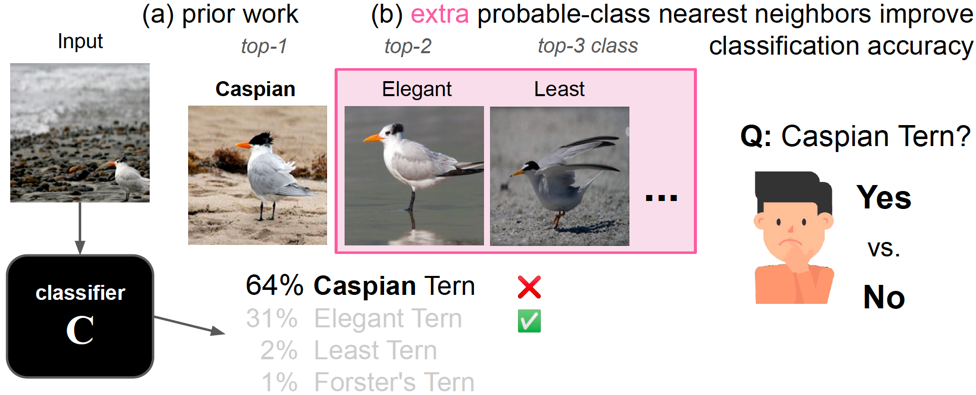 (a) prior work
(b) extra probable-class nearest neighbors improve
classification accuracy
Input
top-1
top-2
top-3 class
Caspian
Elegant
Least
...
Q: Caspian Tern?
Yes
vs.
No
classifier
C
64% Caspian Tern
31% Elegant Tern
2% Least Tern
1% Forster's Tern